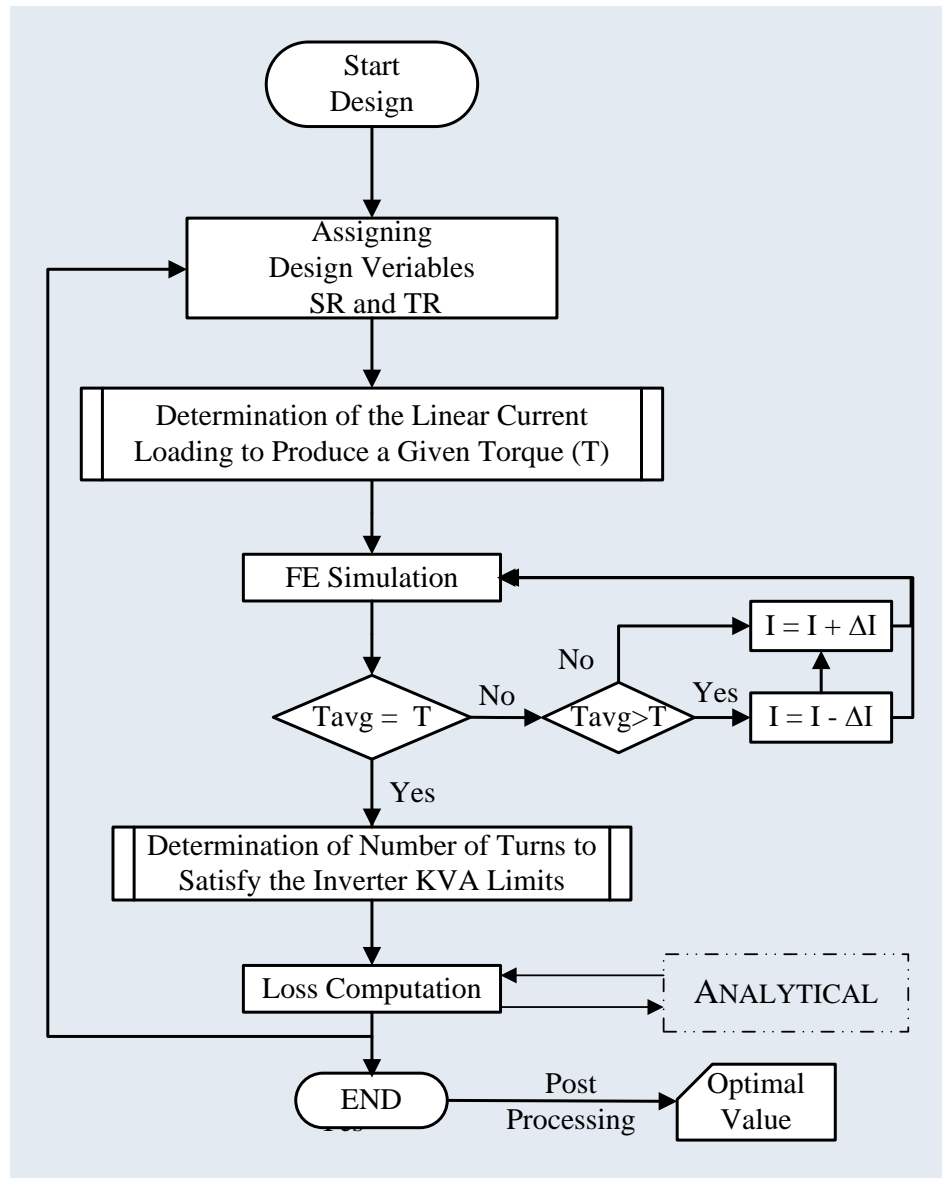 Start
Design
Assigning
Design Veriables
SR and TR
Determination of the Linear Current
Loading to Produce a Given Torque (T)
FE Simulation
I = I + ΔI
No
No
Yes
Tavg = T
Tavg>T
I = I - ΔI
Yes
Determination of Number of Turns to
Satisfy the Inverter KVA Limits
Loss Computation
ANALYTICAL
END
Yes
Post
Processing
Optimal
Value